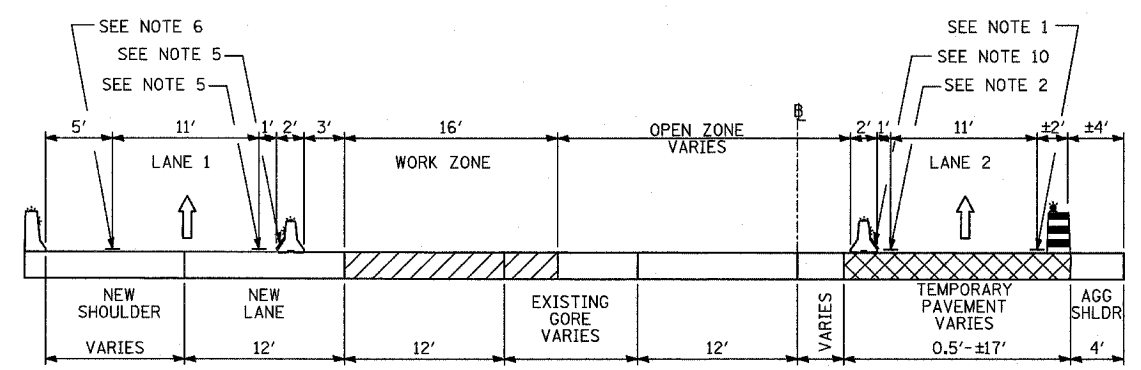 SEE NOTE 6
SEE NOTE 5
SEE NOTE 5
SEE NOTE 1
SEE NOTE 10
SEE NOTE 2
5' 11' 1' 2' 3' 16' OPEN ZONE VARIES ℄ 2' 1' 11' ±2' ±4'
LANE 1 WORK ZONE LANE 2
NEW SHOULDER
NEW LANE
EXISTING GORE VARIES
VARIES
TEMPORARY PAVEMENT VARIES
AGG SHLDR
VARIES 12' 12' 12' 0.5'-±17' 4'